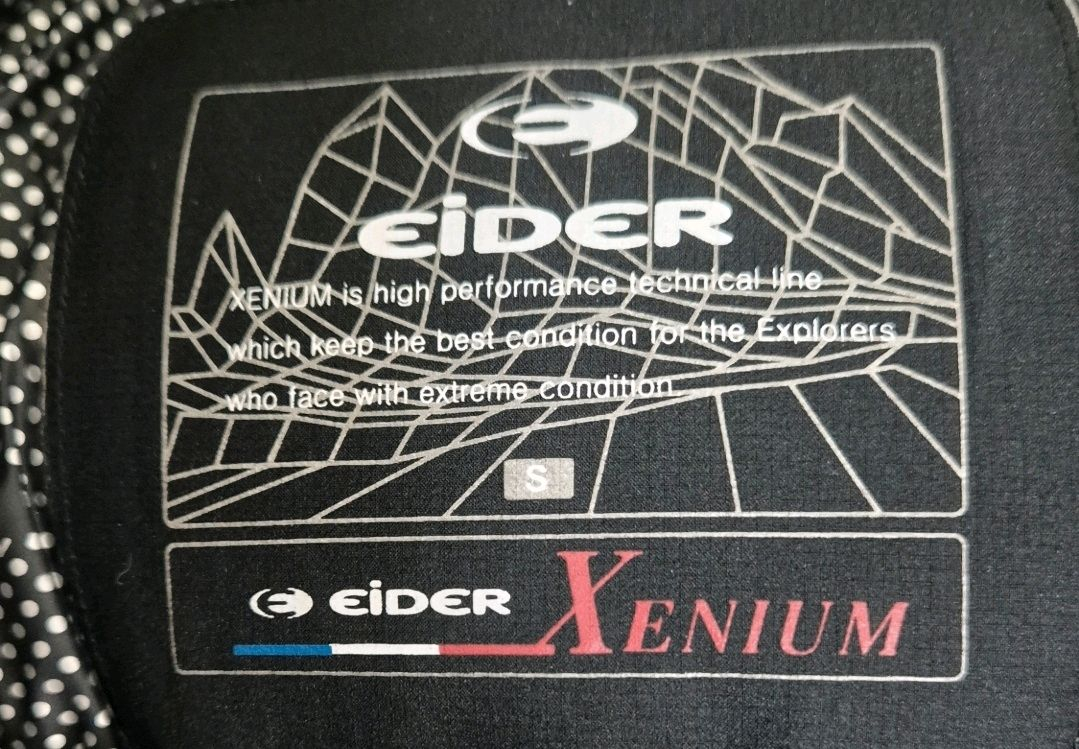 EiDER
XENIUM is high performance technical line
which keep the best condition for the Explorers
who face with extreme condition.
S
EiDER XENIUM